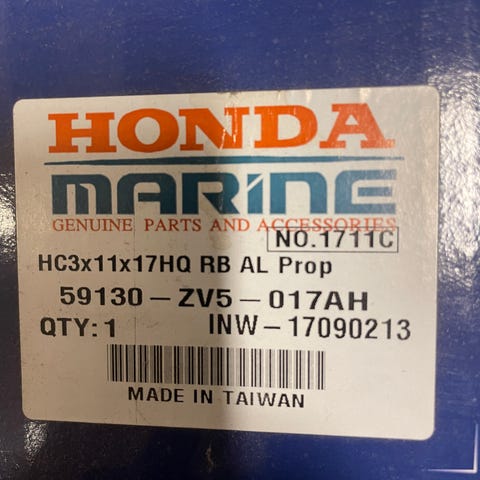 HONDA
MARINE
GENUINE PARTS AND ACCESSORIES
NO.1711C
HC3x11x17HQ RB AL Prop
59130-ZV5-017AH
QTY:1 INW-17090213
MADE IN TAIWAN